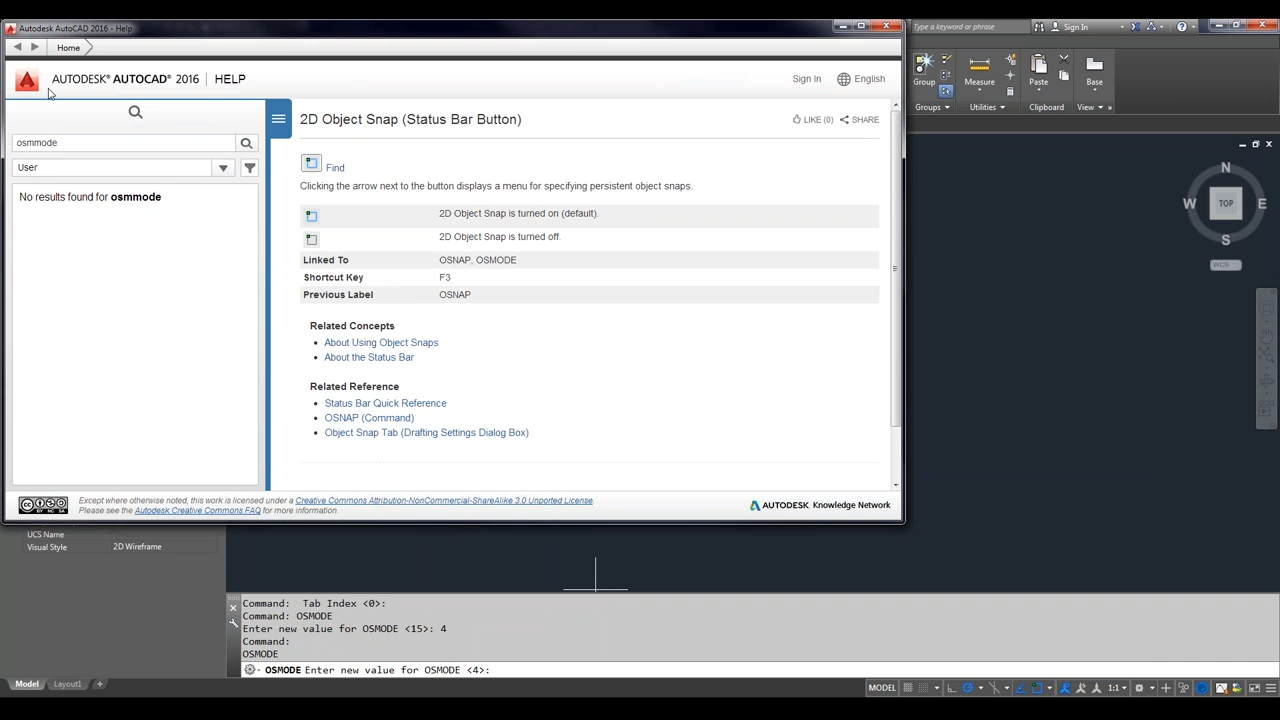 Autodesk AutoCAD 2016 - Help
Type a keyword or phrase
Sign In
Home
AUTODESK® AUTOCAD® 2016 | HELP
Sign In
English
Group
Measure
Paste
Base
Groups
Utilities
Clipboard
View
osmmode
User
No results found for osmmode
2D Object Snap (Status Bar Button)
LIKE (0)
SHARE
Find
Clicking the arrow next to the button displays a menu for specifying persistent object snaps.
2D Object Snap is turned on (default).
2D Object Snap is turned off.
Linked To OSNAP, OSMODE
Shortcut Key F3
Previous Label OSNAP
Related Concepts
• About Using Object Snaps
• About the Status Bar
Related Reference
• Status Bar Quick Reference
• OSNAP (Command)
• Object Snap Tab (Drafting Settings Dialog Box)
N
W TOP E
S
WCS
Except where otherwise noted, this work is licensed under a Creative Commons Attribution-NonCommercial-ShareAlike 3.0 Unported License.
Please see the Autodesk Creative Commons FAQ for more information.
AUTODESK. Knowledge Network
UCS Name
Visual Style 2D Wireframe
Command: Tab Index <0>:
Command: OSMODE
Enter new value for OSMODE <15>: 4
Command:
OSMODE
OSMODE Enter new value for OSMODE <4>:
Model Layout1 +
MODEL
1:1